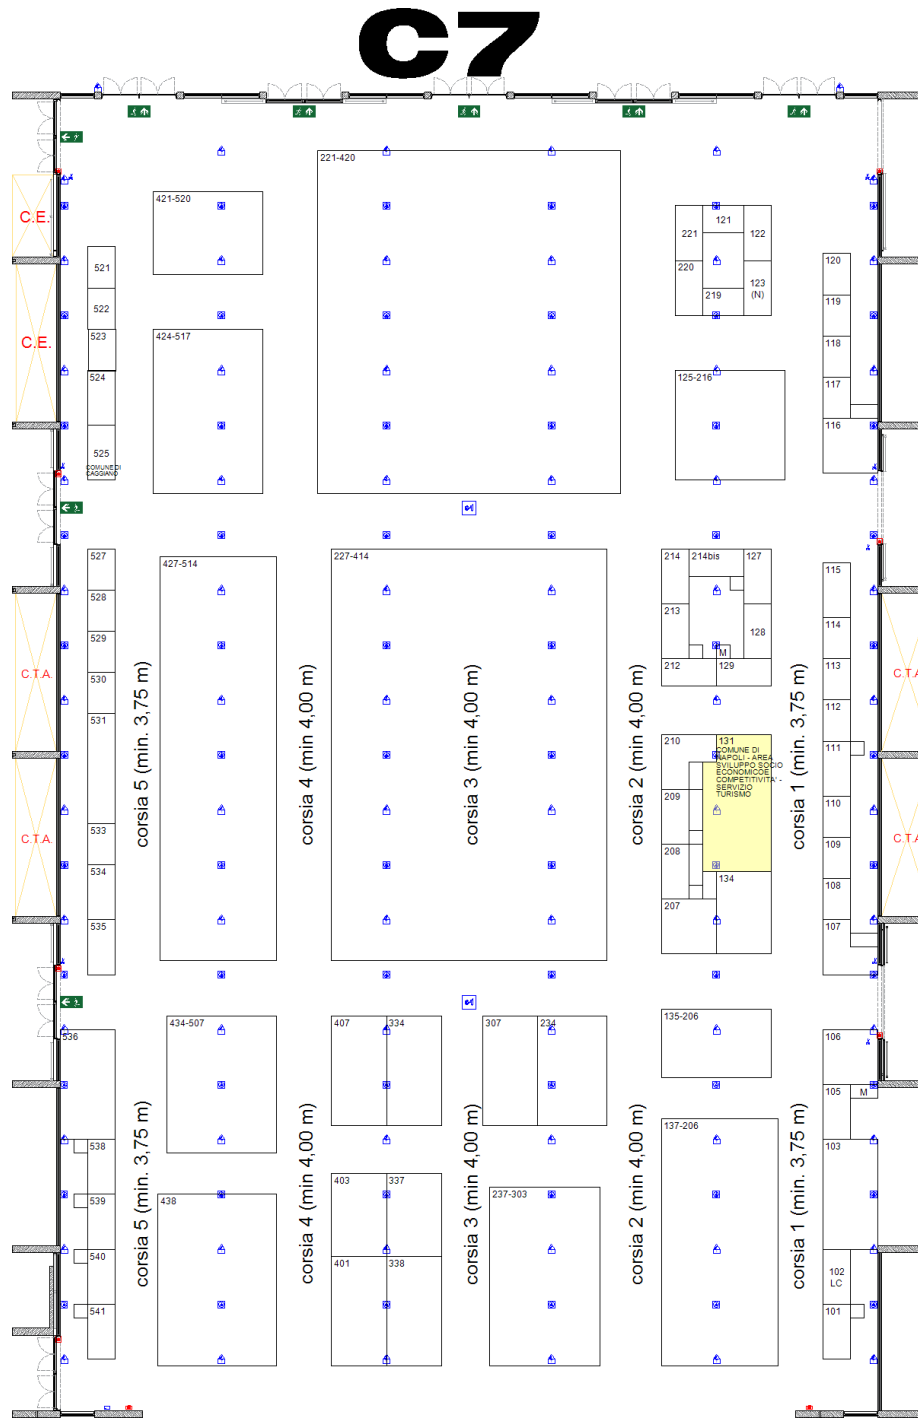 C7
221-420
421-520
C.E.
121
221
122
220
123
(N)
219
521
120
522
119
523
424-517
C.E.
118
524
125-216
117
116
525
COMUNE DI
CAGGIANO
527
427-514
227-414
214
214bis
127
115
528
213
114
529
128
M
212
129
113
530
C.T.A.
C.T.A
531
112
corsia 5 (min. 3,75 m)
corsia 4 (min 4,00 m)
corsia 3 (min 4,00 m)
corsia 2 (min 4,00 m)
corsia 1 (min. 3,75 m)
210
131
COMUNE DI
NAPOLI - AREA
SVILUPPO SOCIO
ECONOMICOE
COMPETITIVITA' -
SERVIZIO
TURISMO
111
209
110
533
C.T.A.
C.T.A
208
109
534
134
108
207
535
107
536
434-507
407
334
307
234
135-206
106
105
M
137-206
538
103
403
337
438
539
237-303
corsia 5 (min. 3,75 m)
corsia 4 (min 4,00 m)
corsia 3 (min 4,00 m)
corsia 2 (min 4,00 m)
corsia 1 (min. 3,75 m)
540
401
338
102
LC
541
101